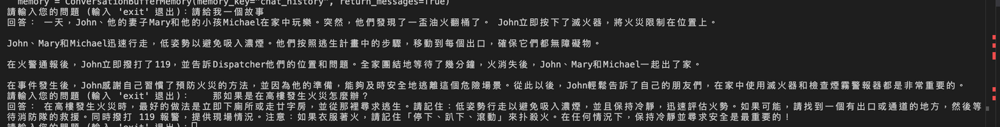 memory = ConversationBufferMemory(memory_key="chat_history", return_messages=True)
請輸入您的問題 (輸入 'exit' 退出)：請給我一個故事
回答： 一天，John、他的妻子Mary和他的小孩Michael在家中玩樂。突然，他們發現了一盃油火翻桶了。 John立即按下了滅火器，將火災限制在位置上。
John、Mary和Michael迅速行走，低姿勢以避免吸入濃煙。他們按照逃生計畫中的步驟，移動到每個出口，確保它們都無障礙物。
在火警通報後，John立即撥打了119，並告訴Dispatcher他們的位置和問題。全家團結地等待了幾分鐘，火消失後，John、Mary和Michael一起出了家。
在事件發生後，John感謝自己習慣了預防火災的方法，並因為他的準備，能夠及時安全地逃離這個危險場景。從此以後，John輕鬆告訴了自己的朋友們，在家中使用滅火器和檢查煙霧警報器都是非常重要的。
請輸入您的問題 (輸入 'exit' 退出)：　　那如果是在高樓發生火災怎麼辦？
回答： 在高樓發生火災時，最好的做法是立即下廁所或走廿字房，並從那裡尋求逃生。請記住：低姿勢行走以避免吸入濃煙，並且保持冷靜，迅速評估火勢。如果可能，請找到一個有出口或通道的地方，然後等
待消防隊的救援。同時撥打 119 報警，提供現場情況。注意：如果衣服著火，請記住「停下、趴下、滾動」來扑殺火。在任何情況下，保持冷靜並尋求安全是最重要的！
請輸入您的問題 (輸入 'exit' 退出)：